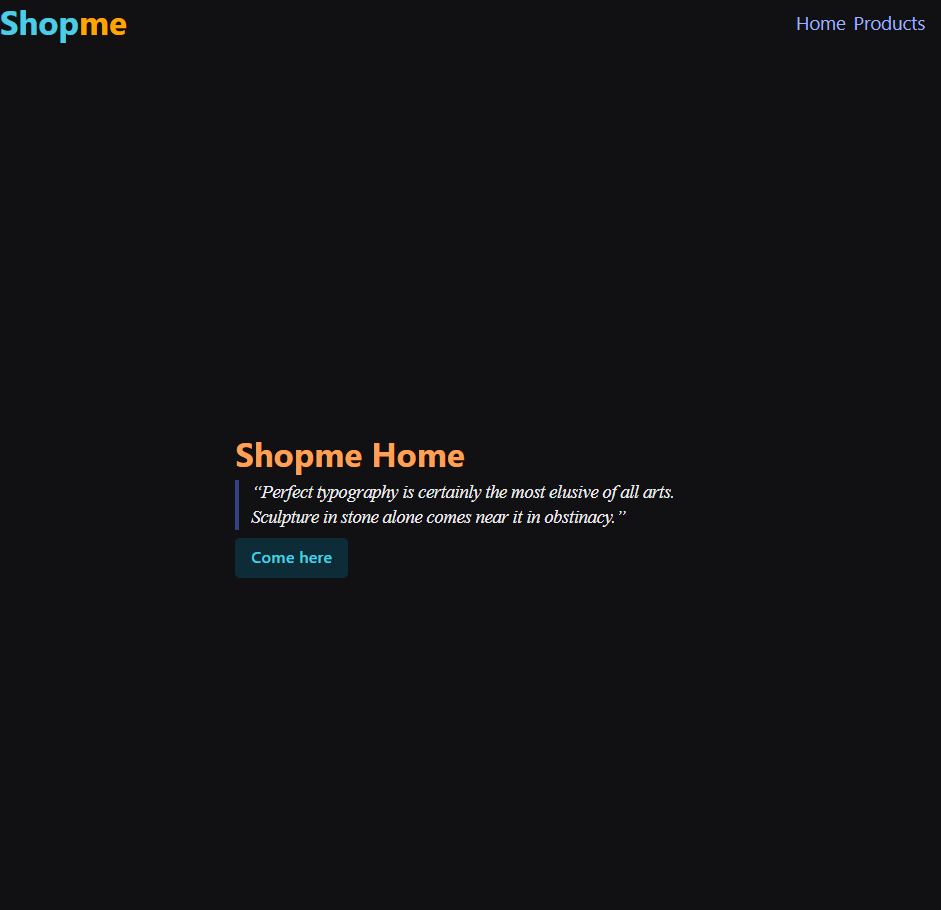 Shopme
Home Products
Shopme Home
“Perfect typography is certainly the most elusive of all arts.
Sculpture in stone alone comes near it in obstinacy.”
Come here